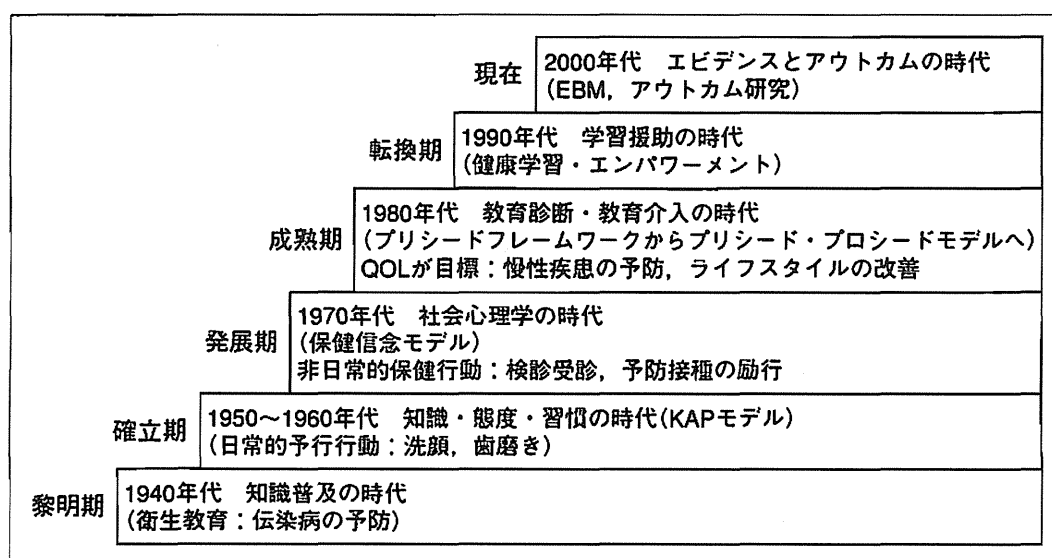 現在
2000年代 エビデンスとアウトカムの時代
(EBM, アウトカム研究)
転換期
1990年代 学習援助の時代
(健康学習・エンパワーメント)
成熟期
1980年代 教育診断・教育介入の時代
(プリシードフレームワークからプリシード・プロシードモデルへ)
QOLが目標：慢性疾患の予防, ライフスタイルの改善
発展期
1970年代 社会心理学の時代
(保健信念モデル)
非日常的保健行動：検診受診, 予防接種の励行
確立期
1950〜1960年代 知識・態度・習慣の時代(KAPモデル)
(日常的予行行動：洗顔, 歯磨き)
黎明期
1940年代 知識普及の時代
(衛生教育：伝染病の予防)